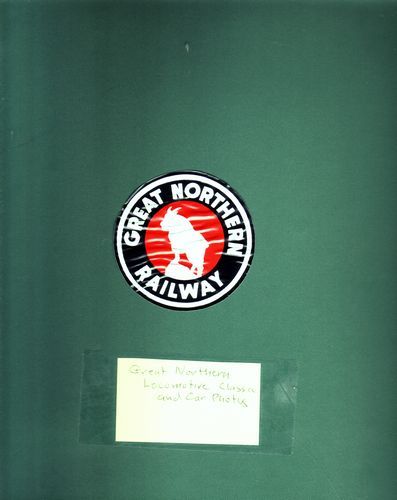 GREAT NORTHERN
RAILWAY
Great Northern
Locomotive Classic
and Car Photos